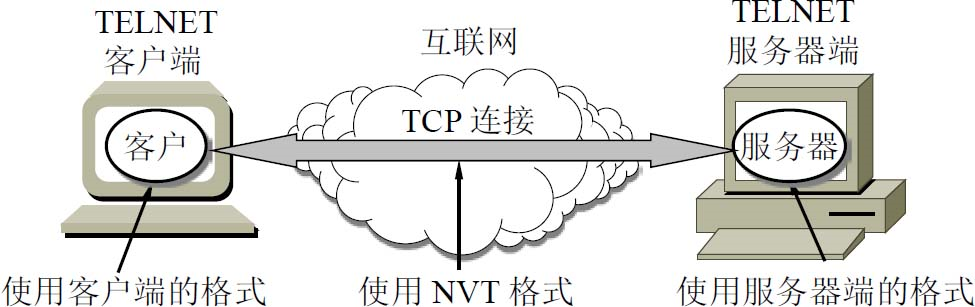 TELNET
客户端
互联网
TELNET
服务器端
TCP 连接
客户
服务器
使用客户端的格式
使用 NVT 格式
使用服务器端的格式